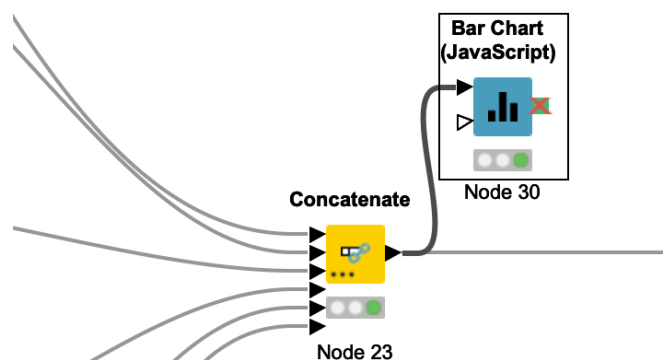 Bar Chart
(JavaScript)
Node 30
Concatenate
Node 23